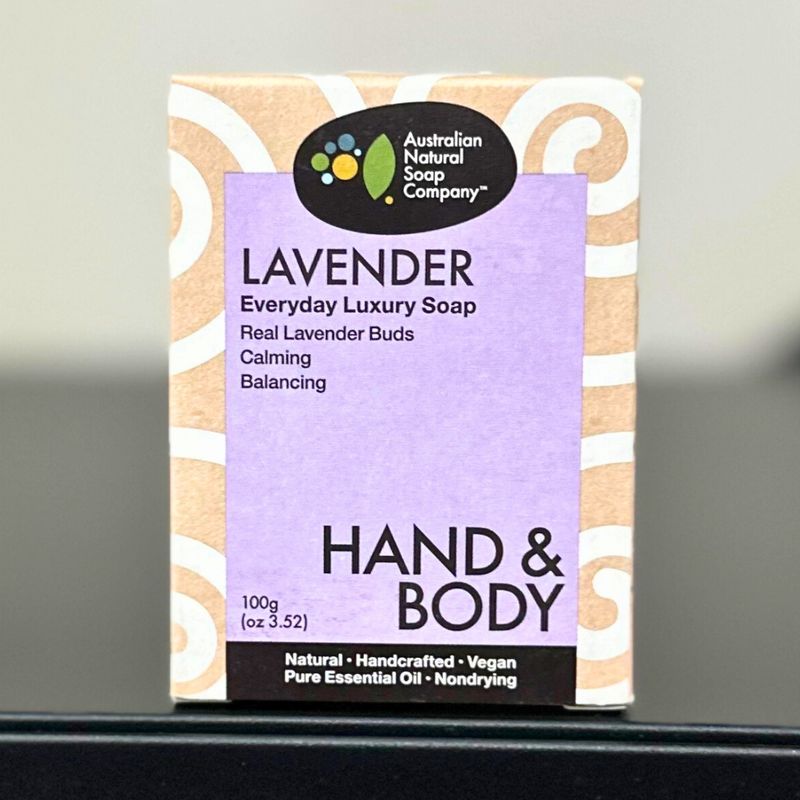 Australian
Natural
Soap
Company™
LAVENDER
Everyday Luxury Soap
Real Lavender Buds
Calming
Balancing
HAND &
BODY
100g
(oz 3.52)
Natural • Handcrafted • Vegan
Pure Essential Oil • Nondrying